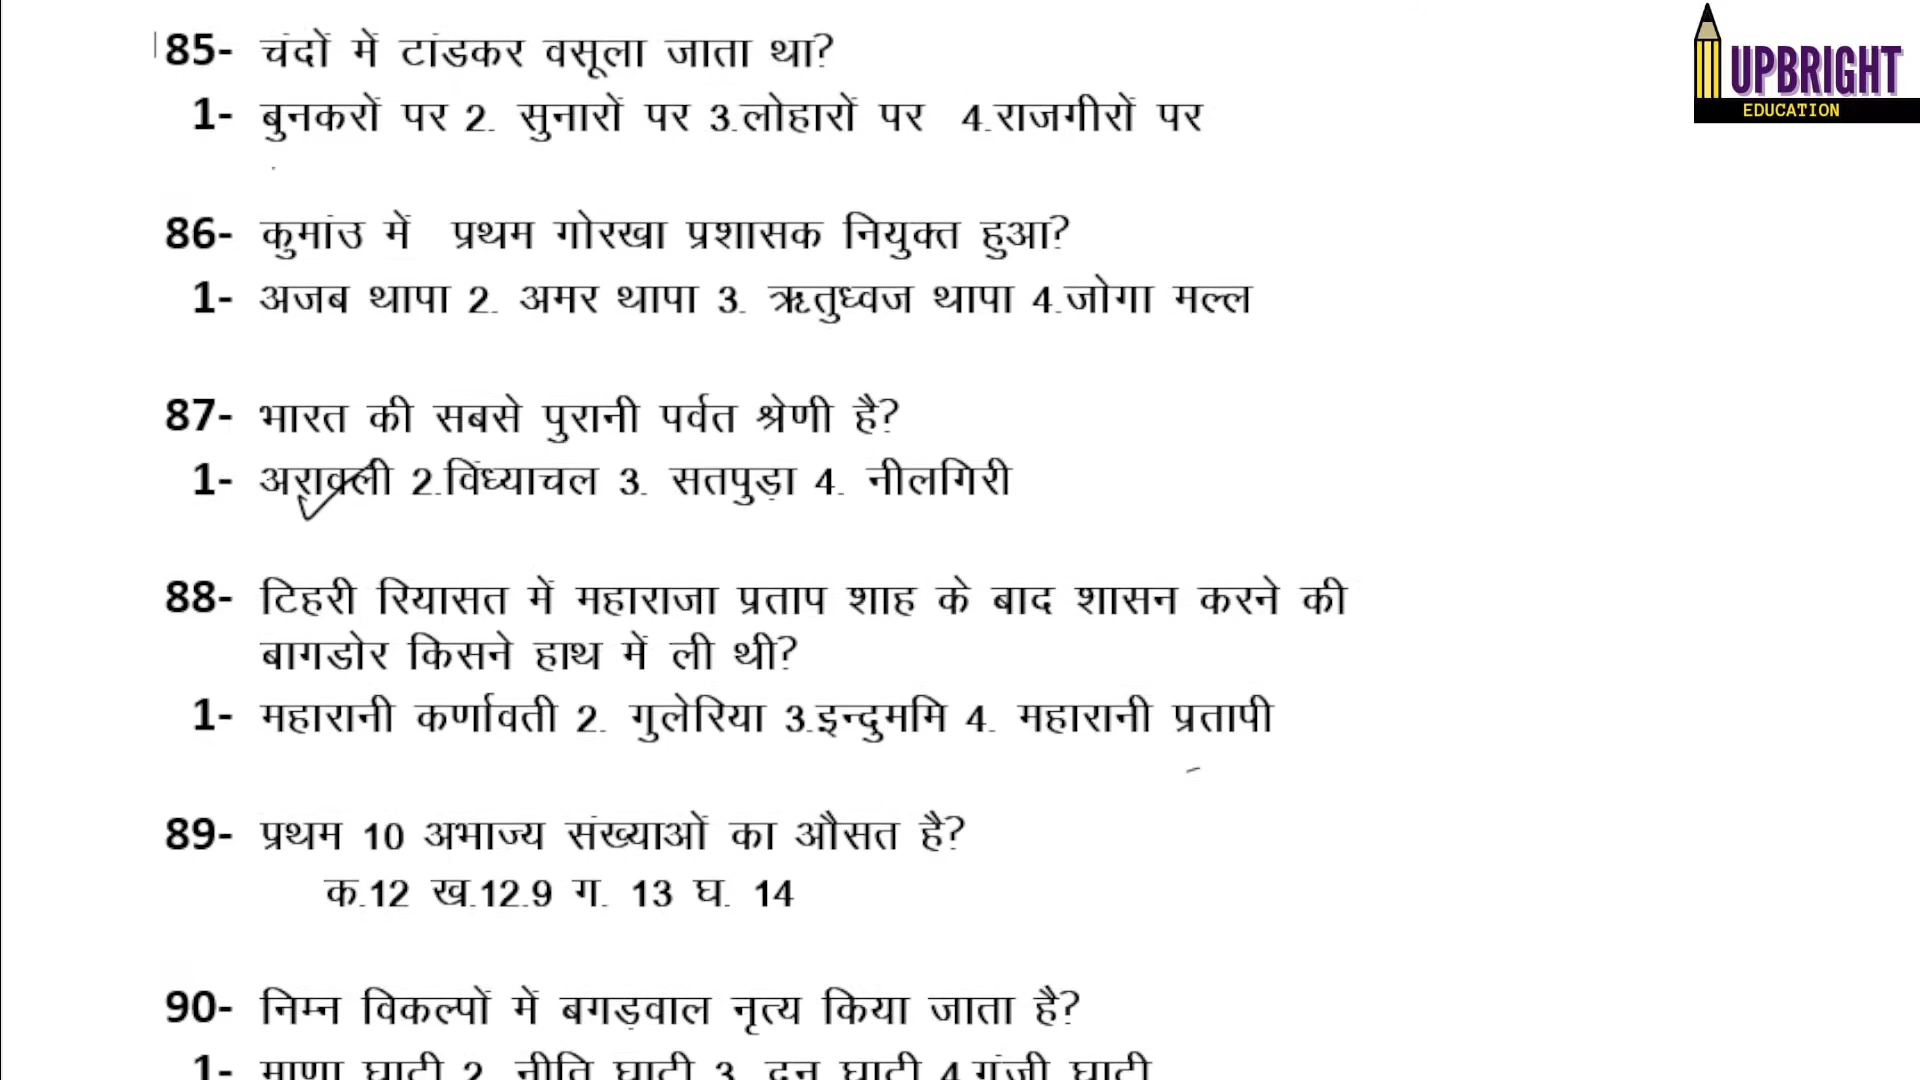 UPBRIGHT
EDUCATION
85- चंदों में टांडकर वसूला जाता था?
1- बुनकरों पर 2. सुनारों पर 3.लोहारों पर 4.राजगीरों पर
86- कुमांउ में प्रथम गोरखा प्रशासक नियुक्त हुआ?
1- अजब थापा 2. अमर थापा 3. ऋतुध्वज थापा 4.जोगा मल्ल
87- भारत की सबसे पुरानी पर्वत श्रेणी है?
1- अरावली 2.विंध्याचल 3. सतपुड़ा 4. नीलगिरी
88- टिहरी रियासत में महाराजा प्रताप शाह के बाद शासन करने की
बागडोर किसने हाथ में ली थी?
1- महारानी कर्णावती 2. गुलेरिया 3.इन्दुममि 4. महारानी प्रतापी
89- प्रथम 10 अभाज्य संख्याओं का औसत है?
क.12 ख.12.9 ग. 13 घ. 14
90- निम्न विकल्पों में बगड़वाल नृत्य किया जाता है?
1- माणा घाटी 2. नीति घाटी 3. दून घाटी 4.गुंजी घाटी